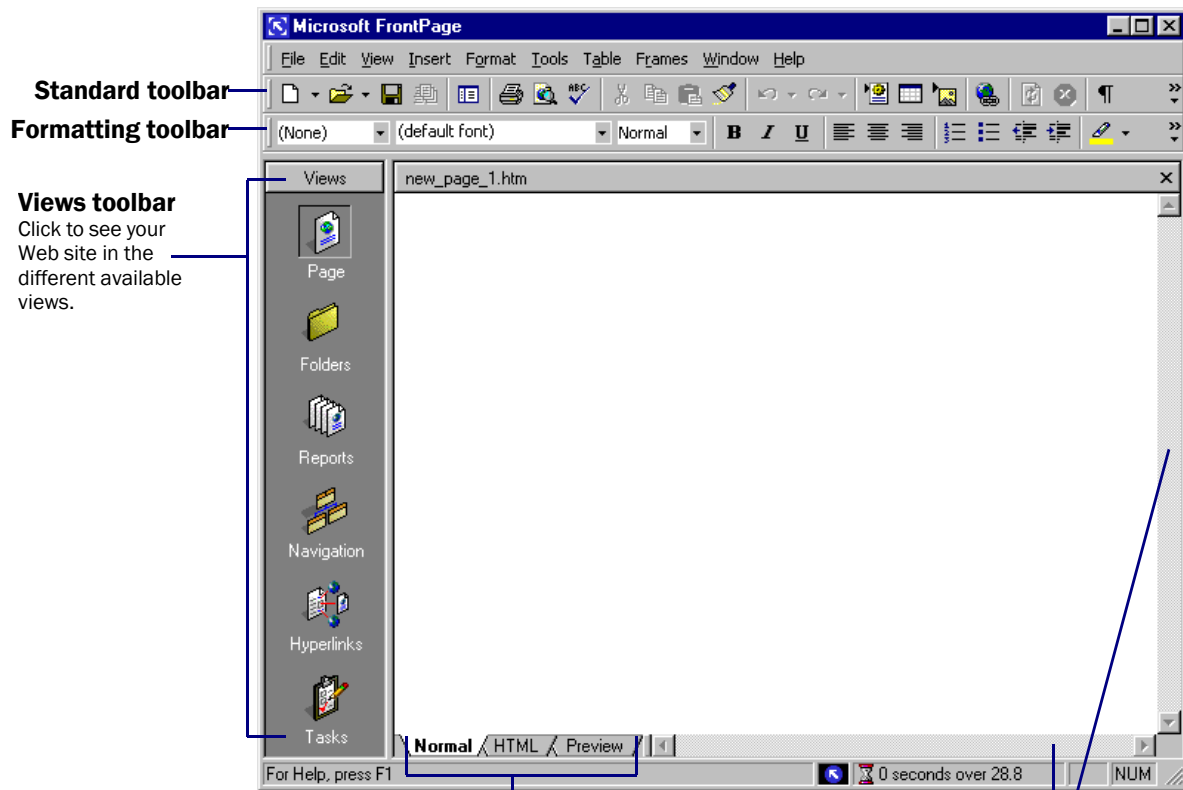 Microsoft FrontPage
File Edit View Insert Format Tools Table Frames Window Help
Standard toolbar
ABC
Formatting toolbar
(None) (default font) Normal B I U
Views new_page_1.htm
Views toolbar
Click to see your
Web site in the
different available
views.
Page
Folders
Reports
Navigation
Hyperlinks
Tasks
Normal HTML Preview
For Help, press F1 0 seconds over 28.8 NUM